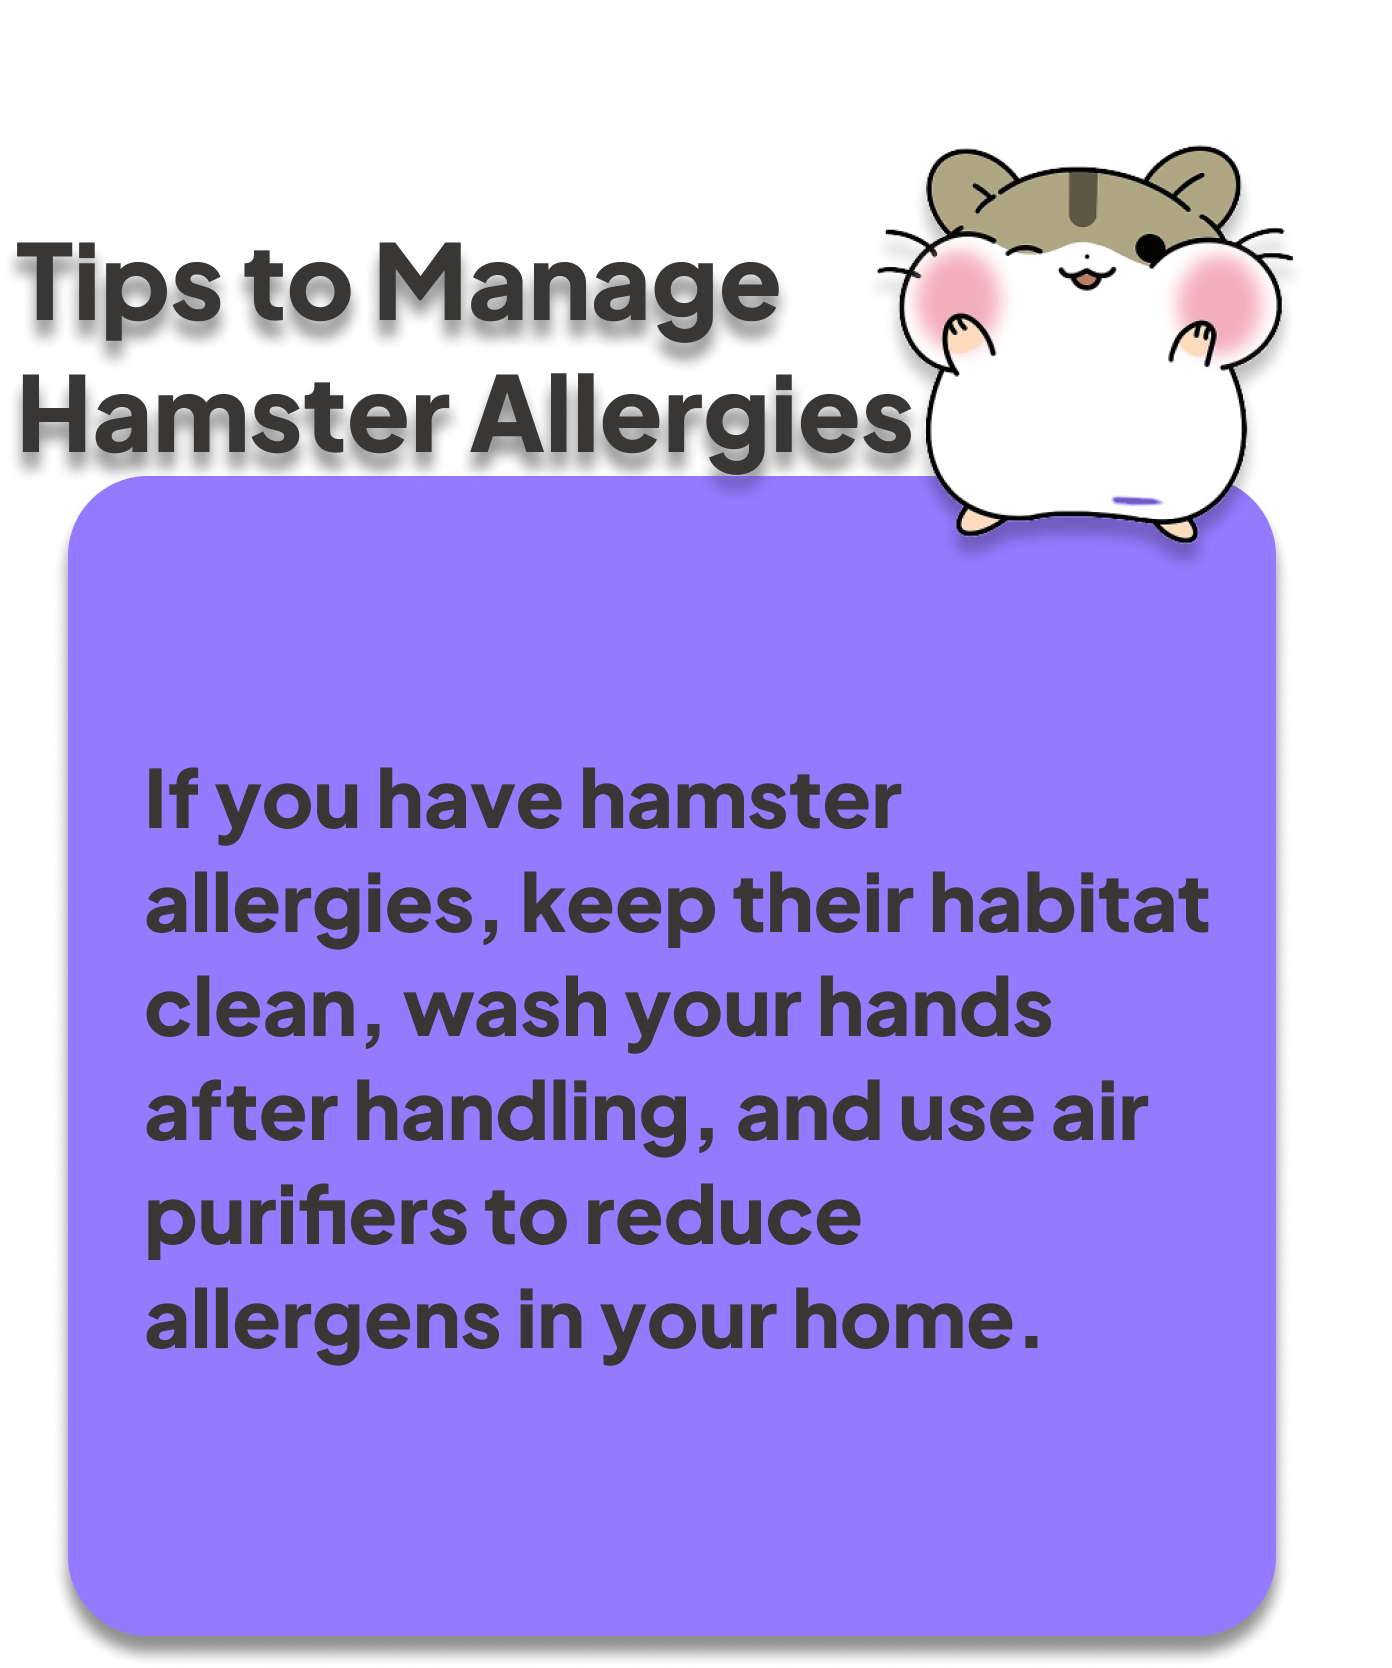 Tips to Manage
Hamster Allergies
If you have hamster
allergies, keep their habitat
clean, wash your hands
after handling, and use air
purifiers to reduce
allergens in your home.